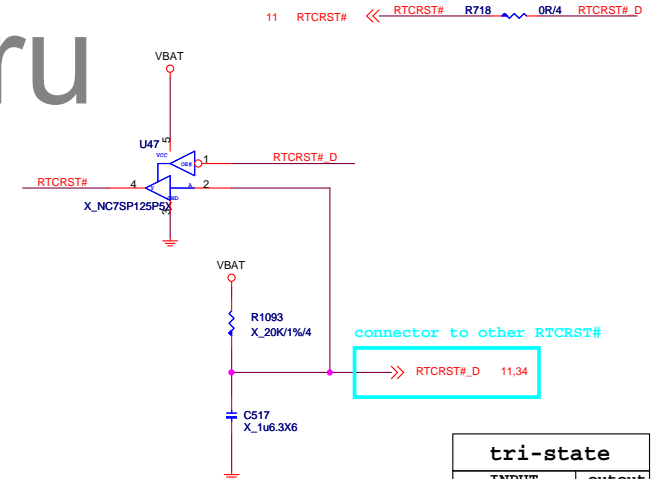 11 RTCRST# RTCRST# R718 0R/4 RTCRST#_D
ru
VBAT
U47
5
VCC
OE#
1
RTCRST#_D
RTCRST#
4
A
2
GND
3
X_NC7SP125P5X
VBAT
R1093
X_20K/1%/4
connector to other RTCRST#
RTCRST#_D 11,34
C517
X_1u6.3X6
tri-state
INPUT output